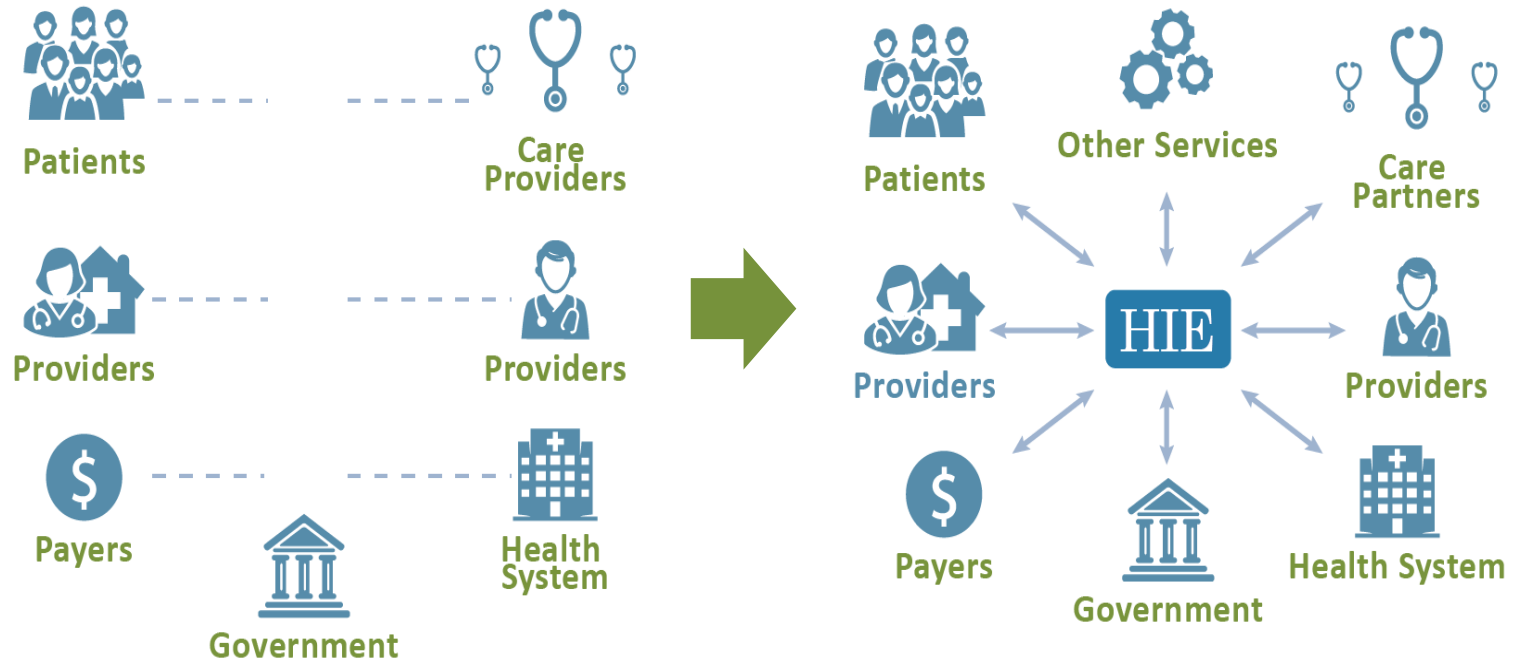 Patients
Care
Providers
Providers
Providers
$
Payers
Health
System
Government
Patients
Other Services
Care
Partners
Providers
HIE
Providers
$
Payers
Government
Health System